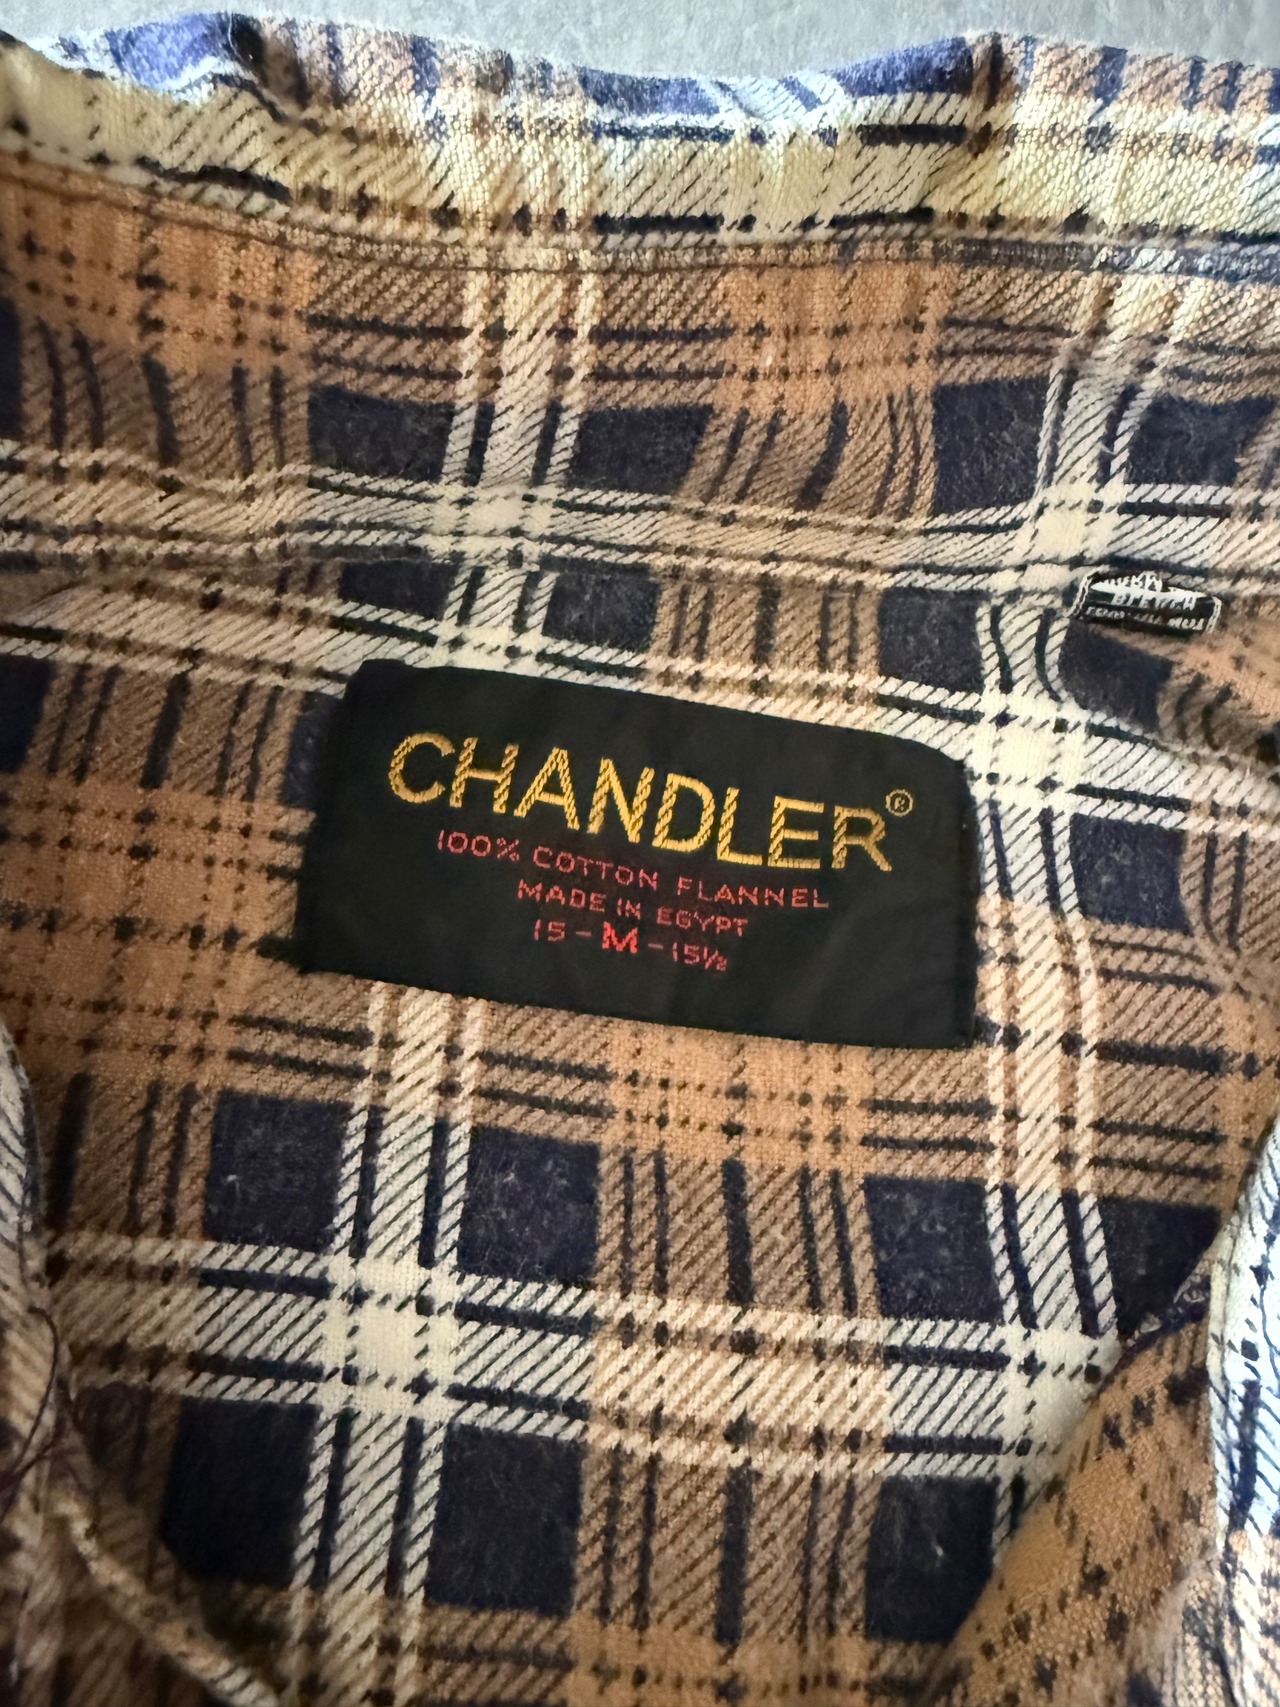 CHANDLER®
100% COTTON FLANNEL
MADE IN EGYPT
15-M-15½